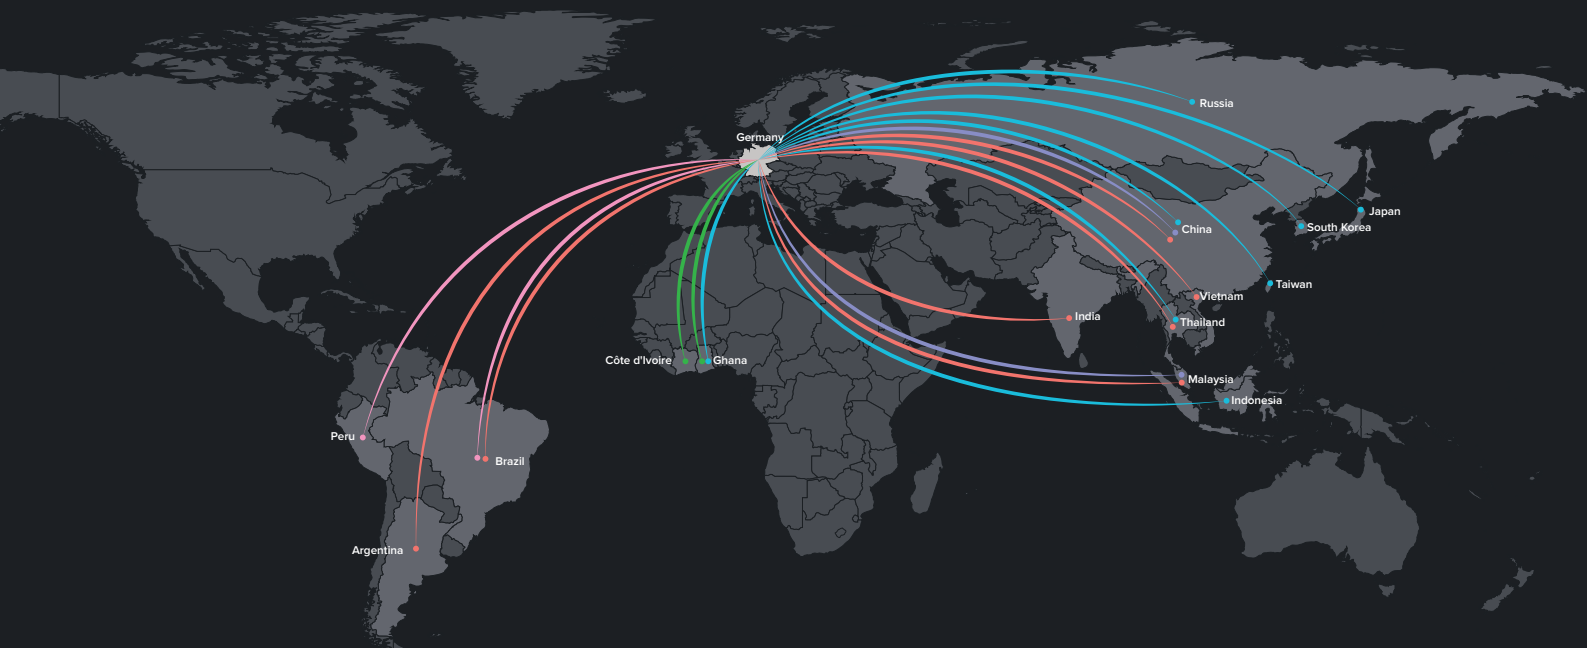 Russia
Germany
Japan
South Korea
China
Taiwan
Vietnam
India
Thailand
Côte d'Ivoire
Ghana
Malaysia
Indonesia
Peru
Brazil
Argentina